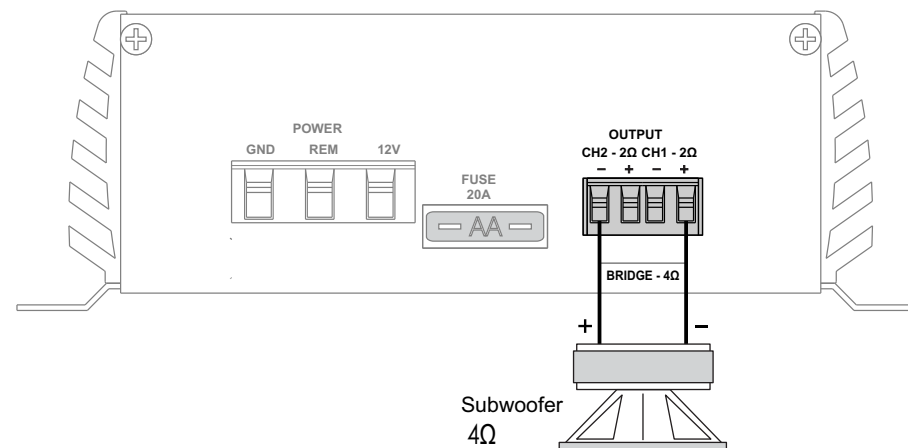 POWER
GND REM 12V
FUSE
20A
AA
OUTPUT
CH2 - 2Ω CH1 - 2Ω
− + − +
BRIDGE - 4Ω
+ −
Subwoofer
4Ω